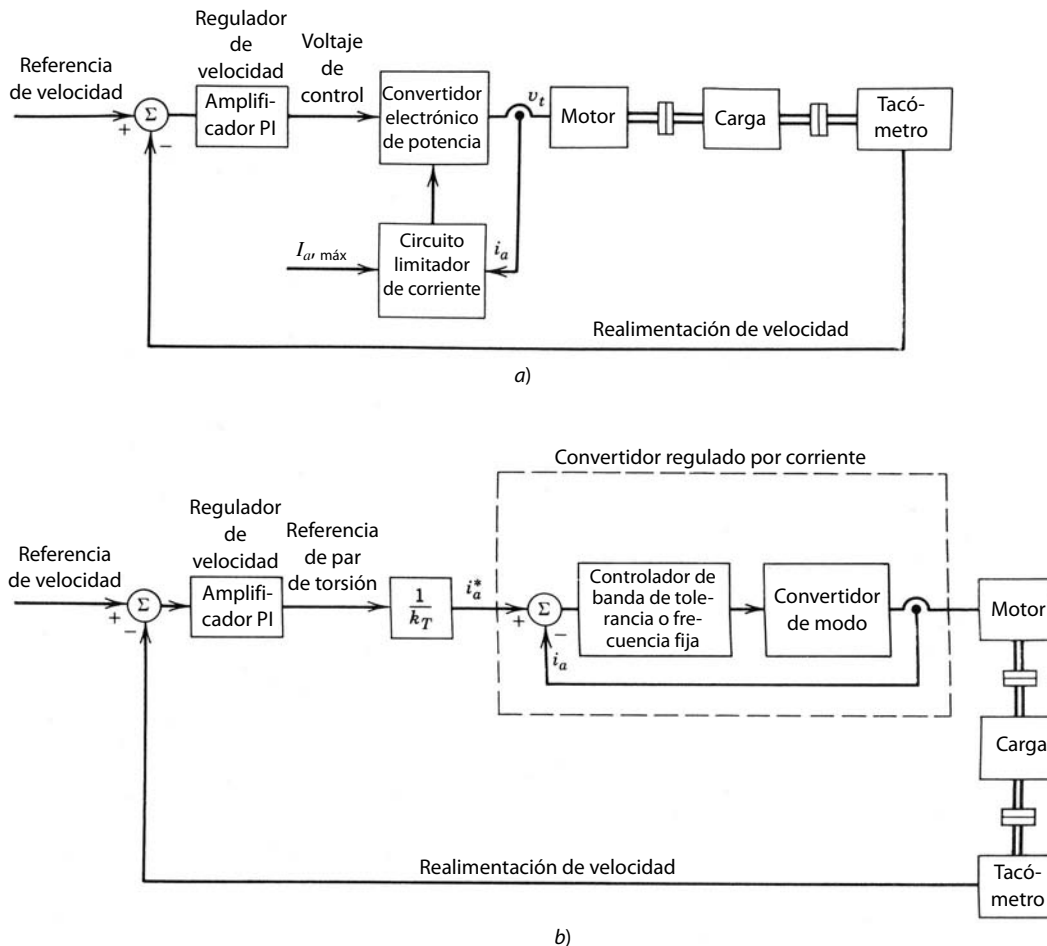 Regulador
de
velocidad
Voltaje
de
control
Referencia
de velocidad
Σ
+
−
Amplifi-
cador PI
Convertidor
electrónico
de potencia
v_t
Motor
Carga
Tacó-
metro
I_a, máx
Circuito
limitador
de corriente
i_a
Realimentación de velocidad
a)
Convertidor regulado por corriente
Regulador
de
velocidad
Referencia
de par
de torsión
Referencia
de velocidad
Σ
+
−
Amplifi-
cador PI
1
k_T
i_a^*
Σ
+
−
i_a
Controlador de
banda de tole-
rancia o fre-
cuencia fija
Convertidor
de modo
Motor
Carga
Realimentación de velocidad
Tacó-
metro
b)